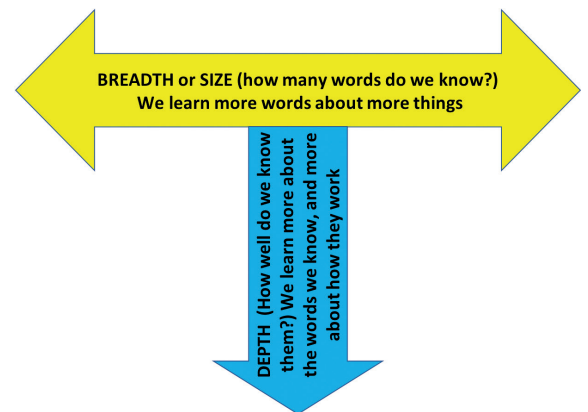 BREADTH or SIZE (how many words do we know?)
We learn more words about more things
DEPTH (How well do we know
them?) We learn more about
the words we know, and more
about how they work